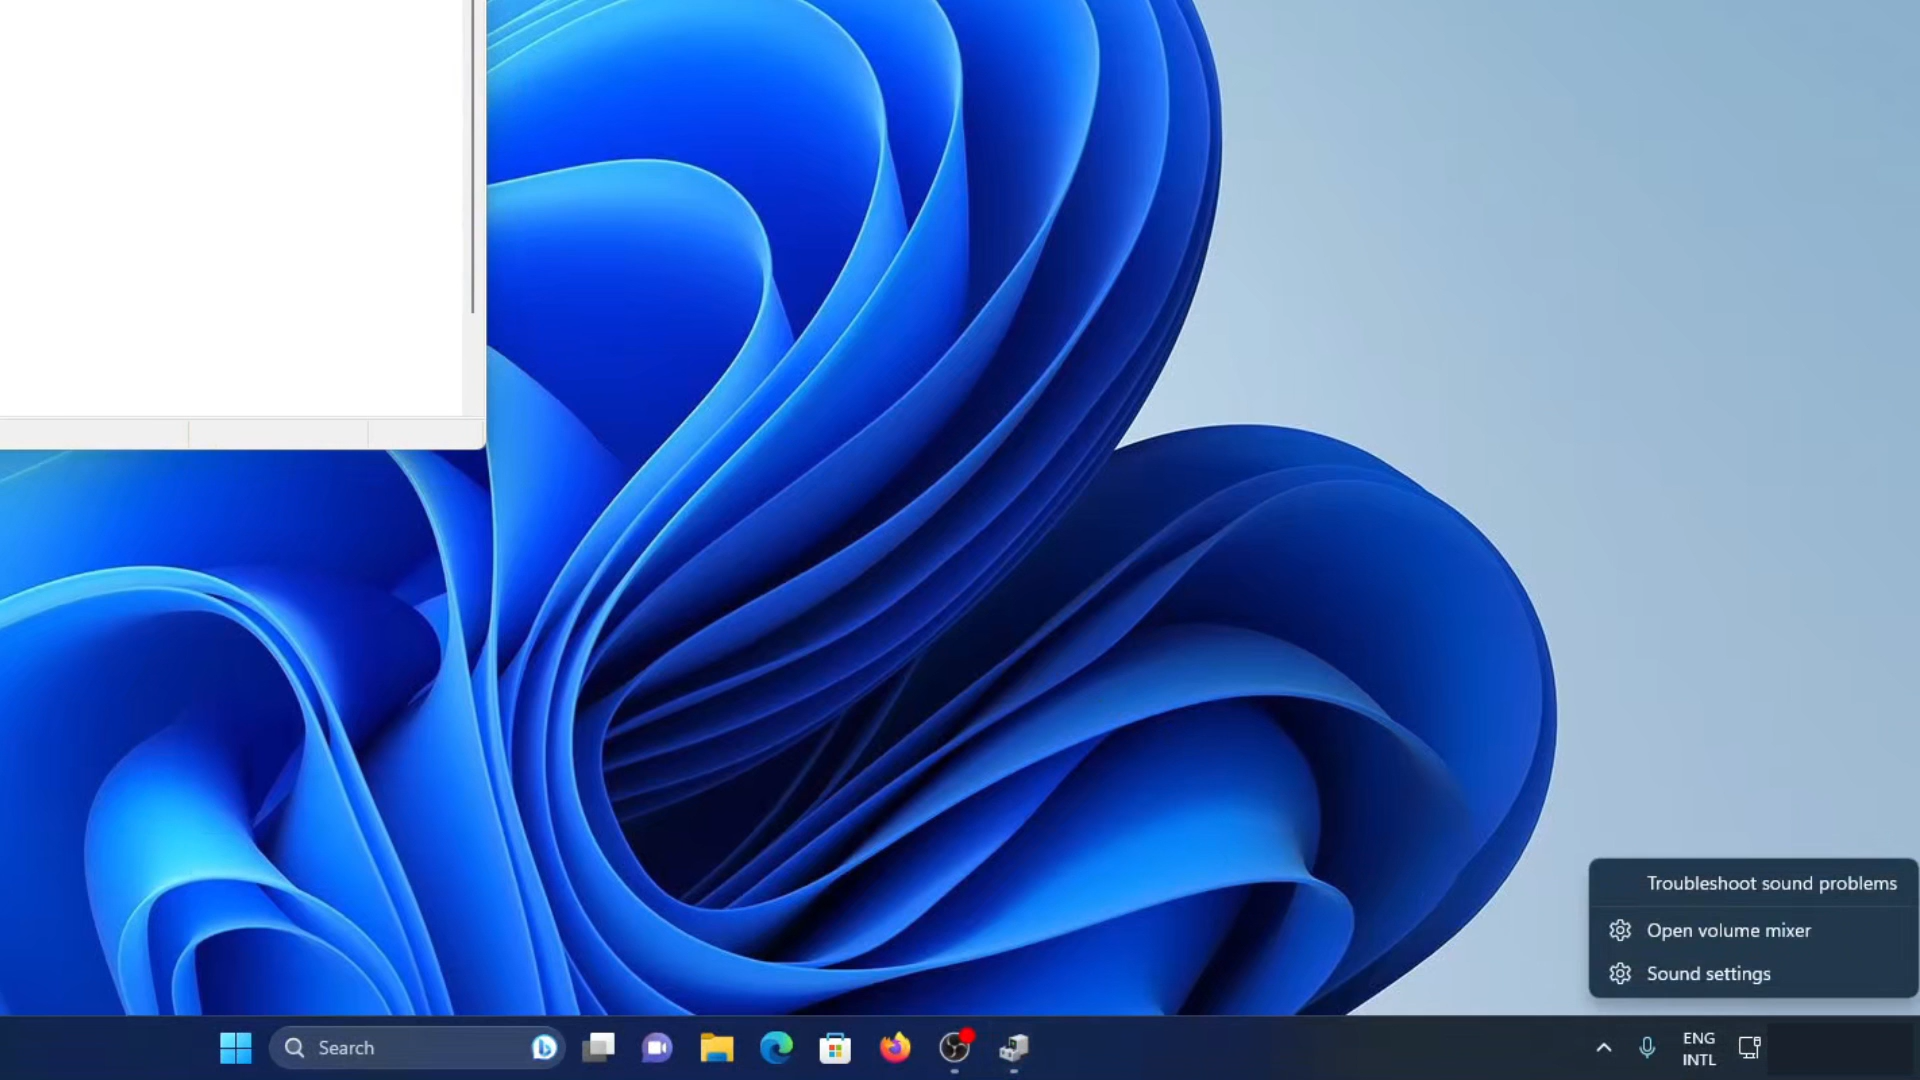 Troubleshoot sound problems
Open volume mixer
Sound settings
Search
ENG
INTL